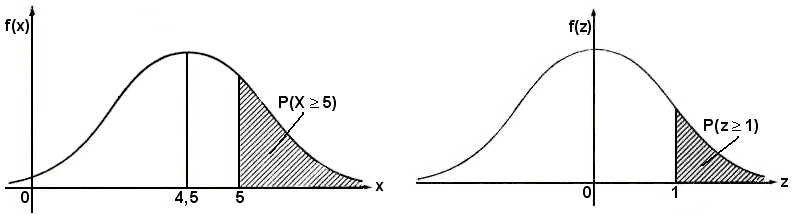 f(x)
P(X ≥ 5)
0
4,5
5
x
f(z)
P(z ≥ 1)
0
1
z